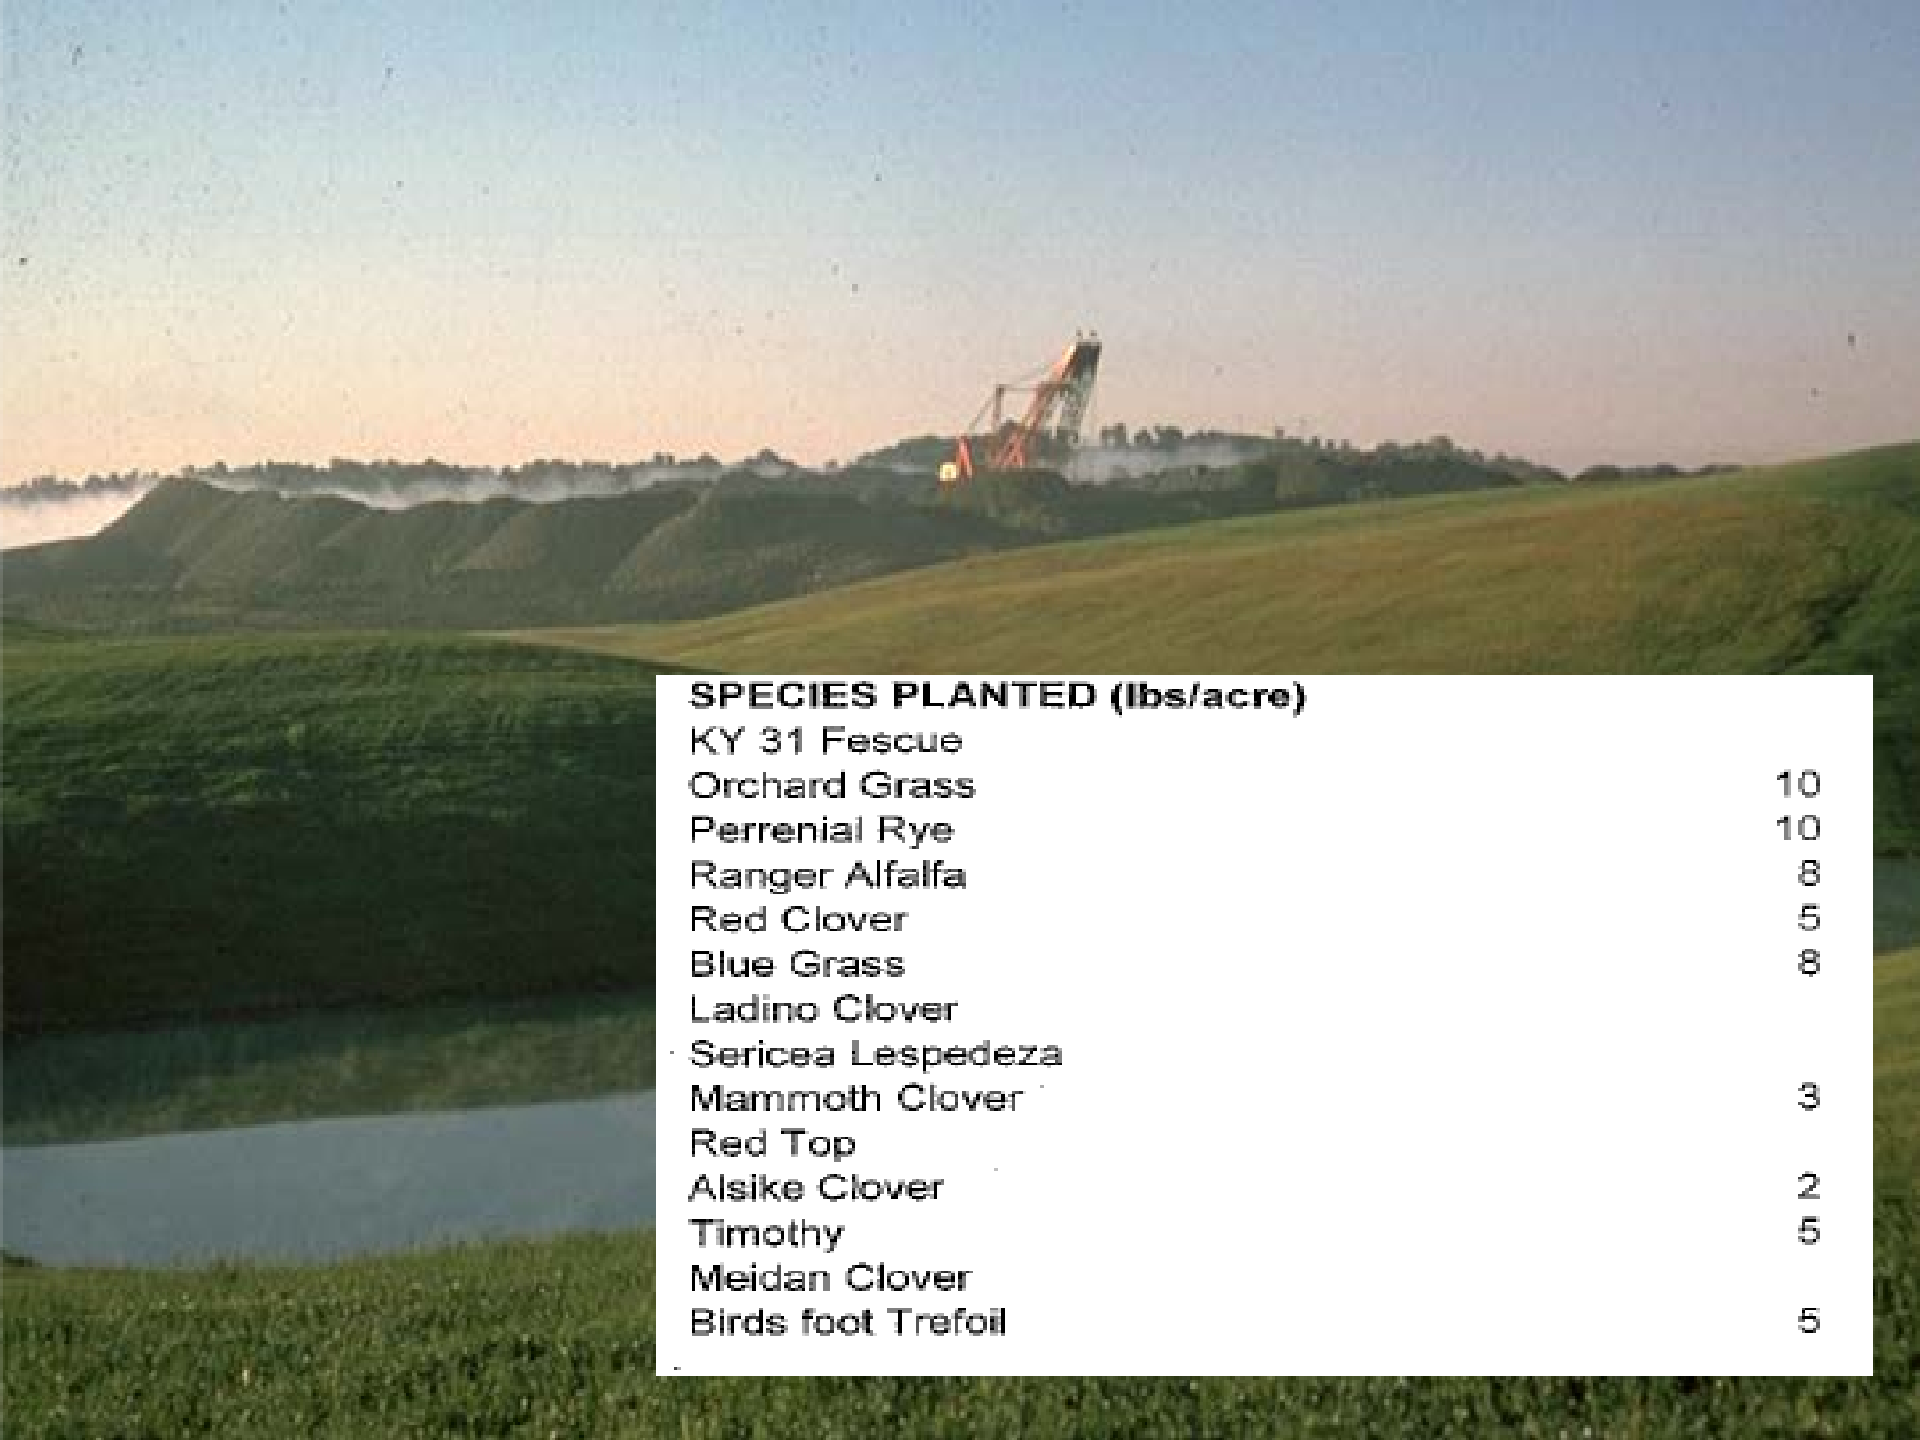 SPECIES PLANTED (lbs/acre)
KY 31 Fescue
Orchard Grass 10
Perrenial Rye 10
Ranger Alfalfa 8
Red Clover 5
Blue Grass 8
Ladino Clover
Sericea Lespedeza
Mammoth Clover 3
Red Top
Alsike Clover 2
Timothy 5
Meidan Clover
Birds foot Trefoil 5